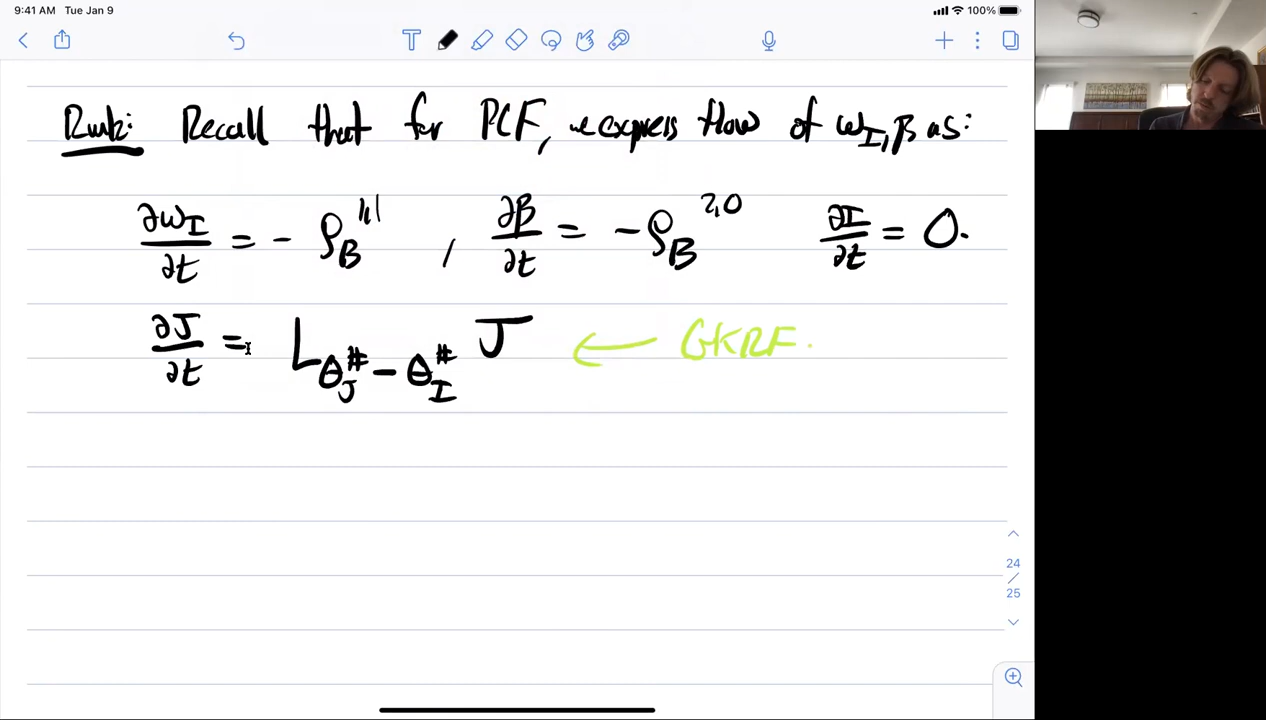 9:41 AM Tue Jan 9
100%
Rmk: Recall that for PCF, we express flow of ω_I, β as:
∂ω_I/∂t = - ρ_B^{1,1} , ∂β/∂t = - ρ_B^{2,0} ∂I/∂t = 0.
∂J/∂t = L_{θ_J^# - θ_I^#} J ← GKRF.
24
/
25